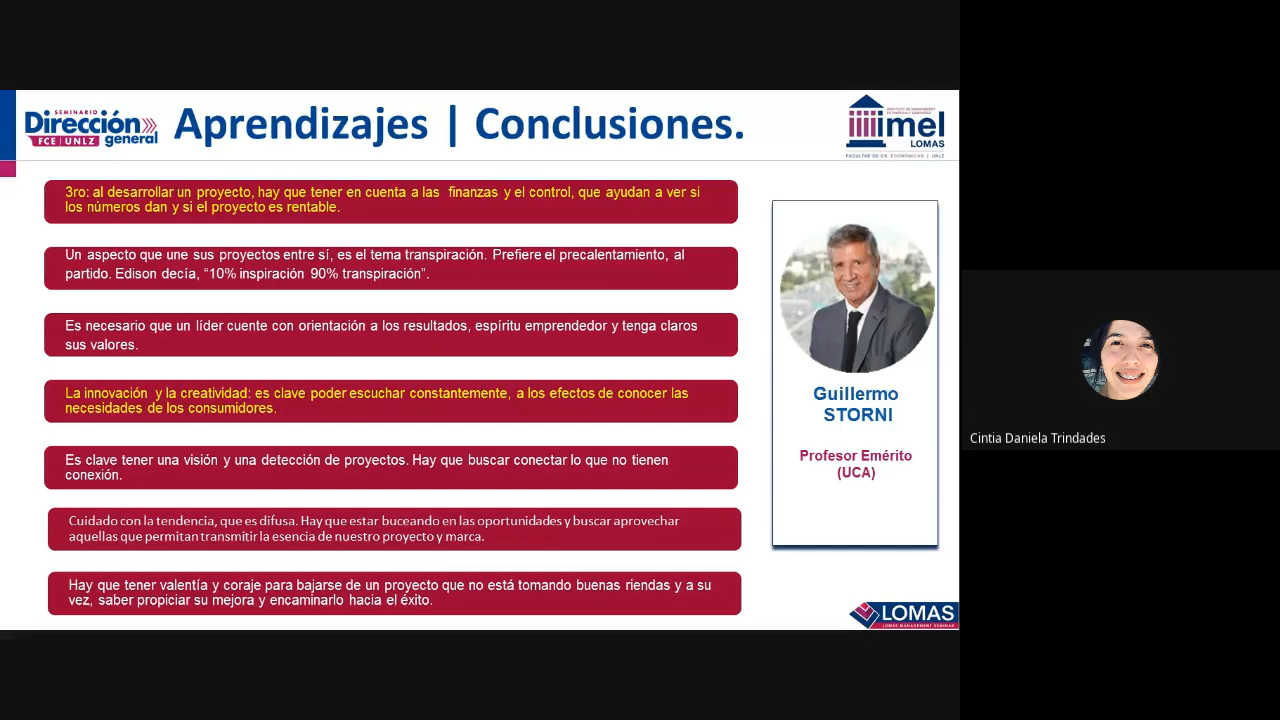 SEMINARIO
Dirección
general
FCE | UNLZ
Aprendizajes | Conclusiones.
INSTITUTO DE MANAGEMENT
imel
LOMAS
FACULTAD DE CS. ECONÓMICAS | UNLZ
3ro: al desarrollar un proyecto, hay que tener en cuenta a las finanzas y el control, que ayudan a ver si
los números dan y si el proyecto es rentable.
Un aspecto que une sus proyectos entre sí, es el tema transpiración. Prefiere el precalentamiento, al
partido. Edison decía, “10% inspiración 90% transpiración”.
Es necesario que un líder cuente con orientación a los resultados, espíritu emprendedor y tenga claros
sus valores.
La innovación y la creatividad: es clave poder escuchar constantemente, a los efectos de conocer las
necesidades de los consumidores.
Es clave tener una visión y una detección de proyectos. Hay que buscar conectar lo que no tienen
conexión.
Cuidado con la tendencia, que es difusa. Hay que estar buceando en las oportunidades y buscar aprovechar
aquellas que permitan transmitir la esencia de nuestro proyecto y marca.
Hay que tener valentía y coraje para bajarse de un proyecto que no está tomando buenas riendas y a su
vez, saber propiciar su mejora y encaminarlo hacia el éxito.
Guillermo
STORNI
Profesor Emérito
(UCA)
LOMAS
LOMAS MANAGEMENT SEMINAR
Cintia Daniela Trindades